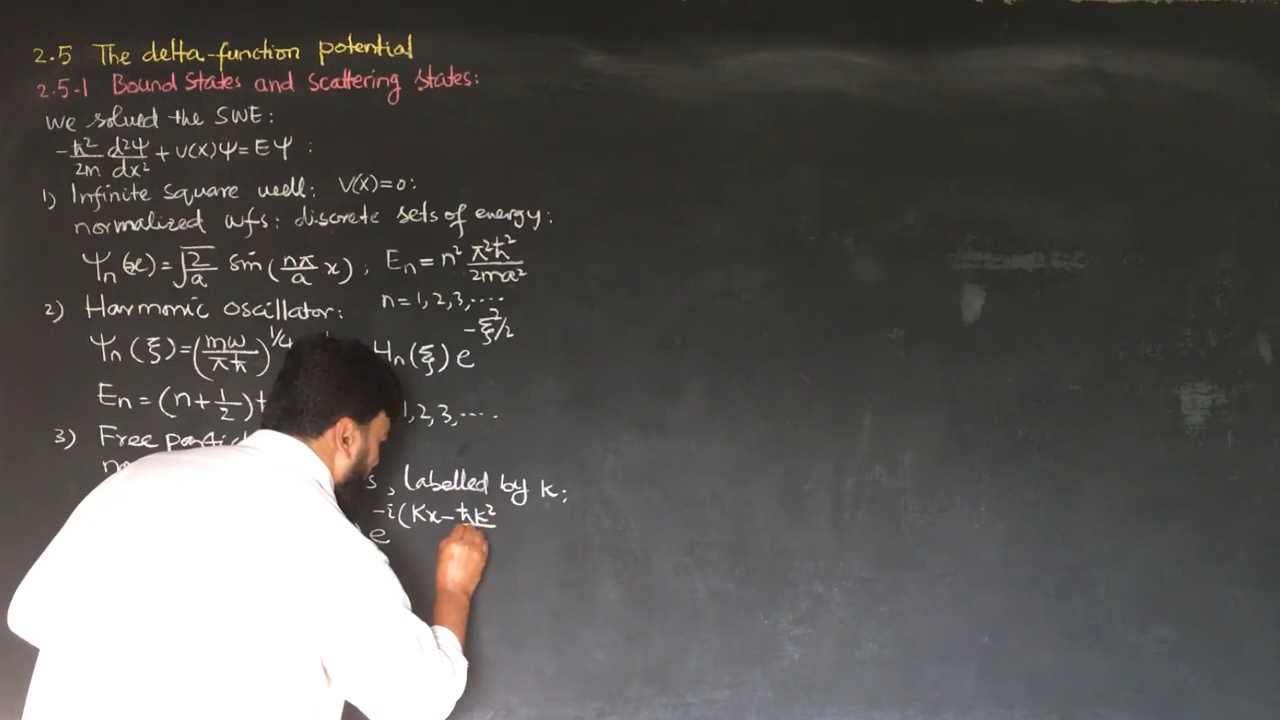 2.5 The delta-function potential
2.5-1 Bound states and scattering states:
We solved the SWE:
-ℏ²/2m d²Ψ/dx² + V(x)Ψ = EΨ :
1) Infinite square well: V(x)=0:
normalized wfs: discrete sets of energy:
Ψn(x) = √(2/a) sin(nπ/a x); En = n² π²ℏ²/2ma²
n = 1, 2, 3, ....
2) Harmonic oscillator:
Ψn(ξ) = (mω/πℏ)^1/4 Hn(ξ) e^-ξ²/2
En = (n + 1/2) 1, 2, 3, ....
3) Free
, labelled by k;
e^-i(Kx - ℏk²